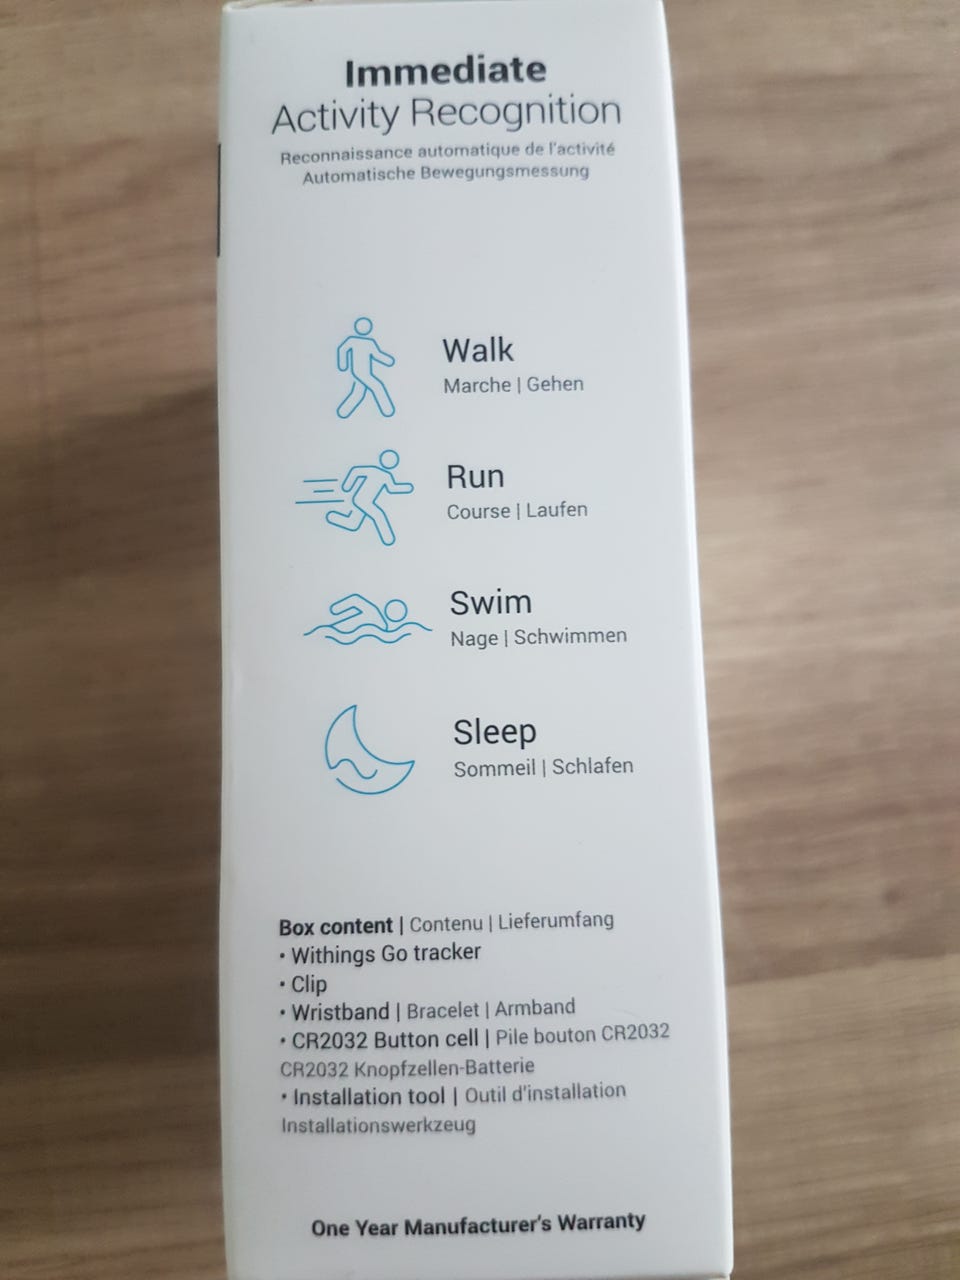 Immediate
Activity Recognition
Reconnaissance automatique de l'activité
Automatische Bewegungsmessung
Walk
Marche | Gehen
Run
Course | Laufen
Swim
Nage | Schwimmen
Sleep
Sommeil | Schlafen
Box content | Contenu | Lieferumfang
• Withings Go tracker
• Clip
• Wristband | Bracelet | Armband
• CR2032 Button cell | Pile bouton CR2032
CR2032 Knopfzellen-Batterie
• Installation tool | Outil d'installation
Installationswerkzeug
One Year Manufacturer's Warranty